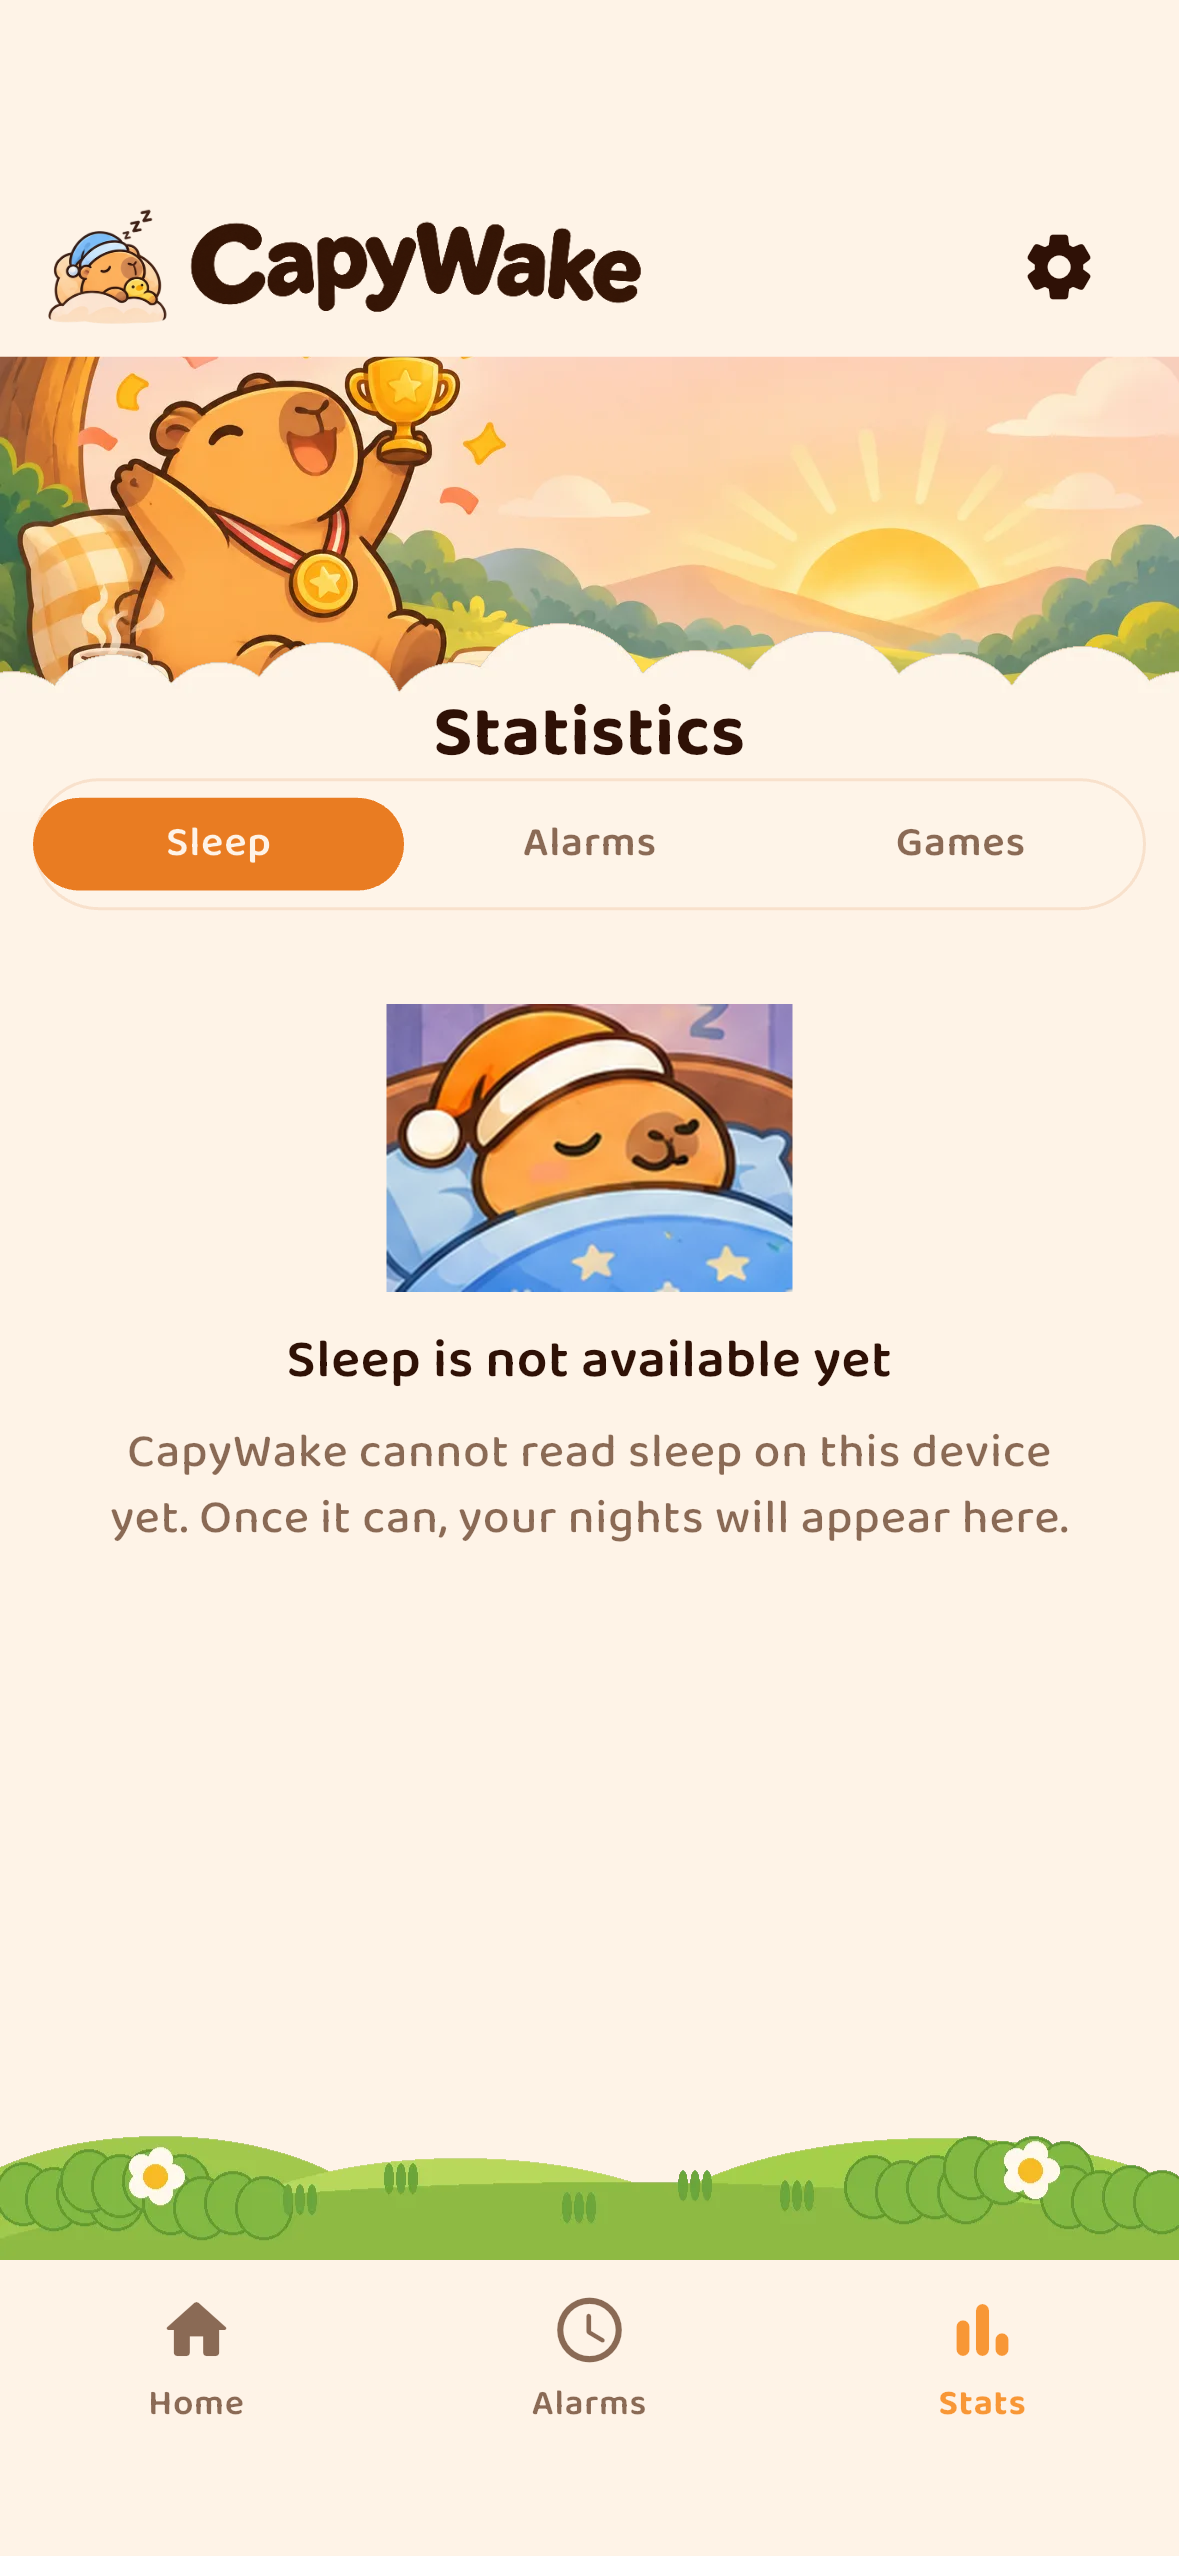 z z z
CapyWake
Statistics
Sleep
Alarms
Games
Z
Sleep is not available yet
CapyWake cannot read sleep on this device
yet. Once it can, your nights will appear here.
Home
Alarms
Stats